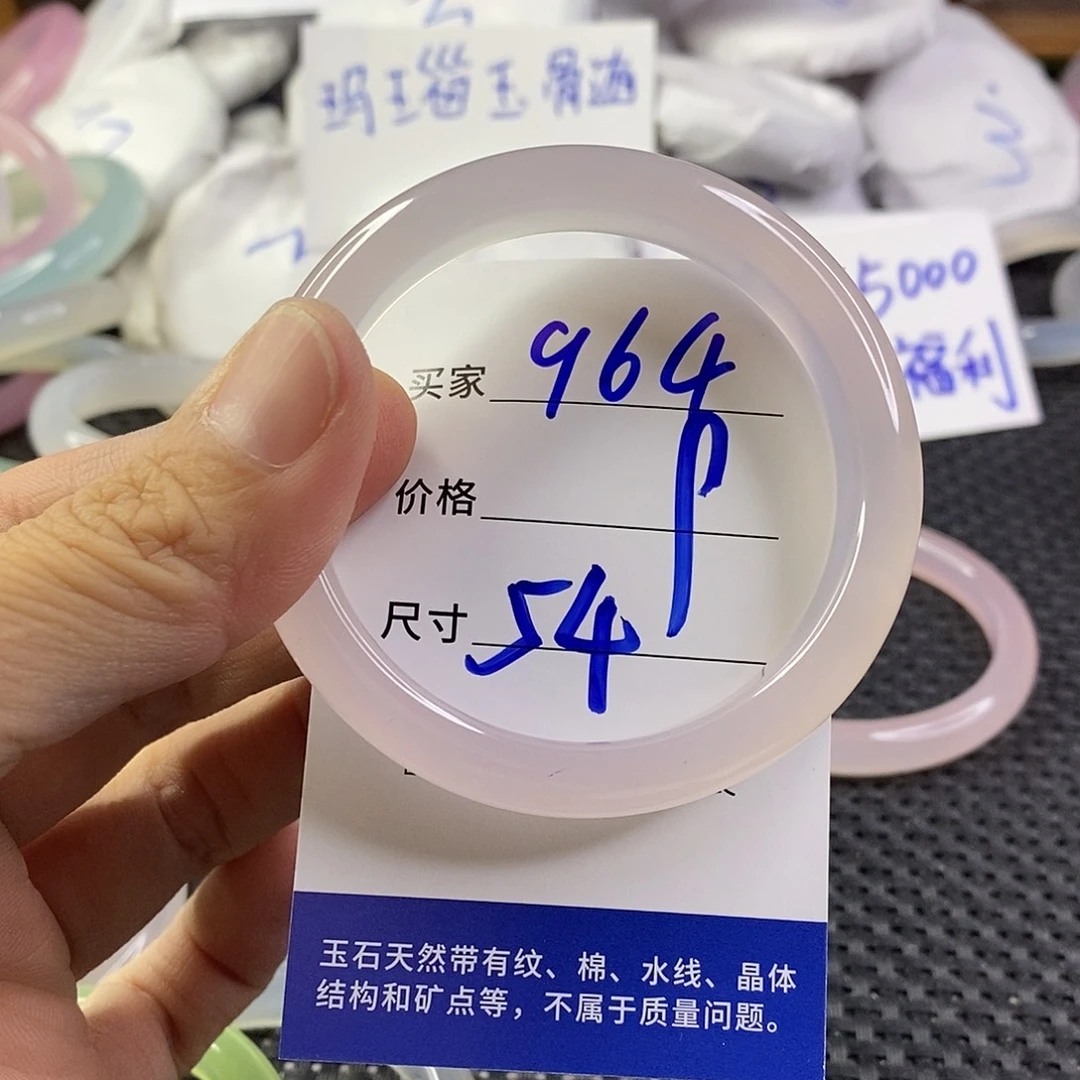 玛瑙玉骨髓
5000
福利
买家 964
价格
尺寸 54
玉石天然带有纹、棉、水线、晶体
结构和矿点等，不属于质量问题。